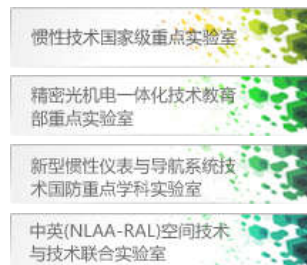 惯性技术国家级重点实验室
精密光机电一体化技术教育
部重点实验室
新型惯性仪表与导航系统技
术国防重点学科实验室
中英(NLAA-RAL)空间技术
与技术联合实验室